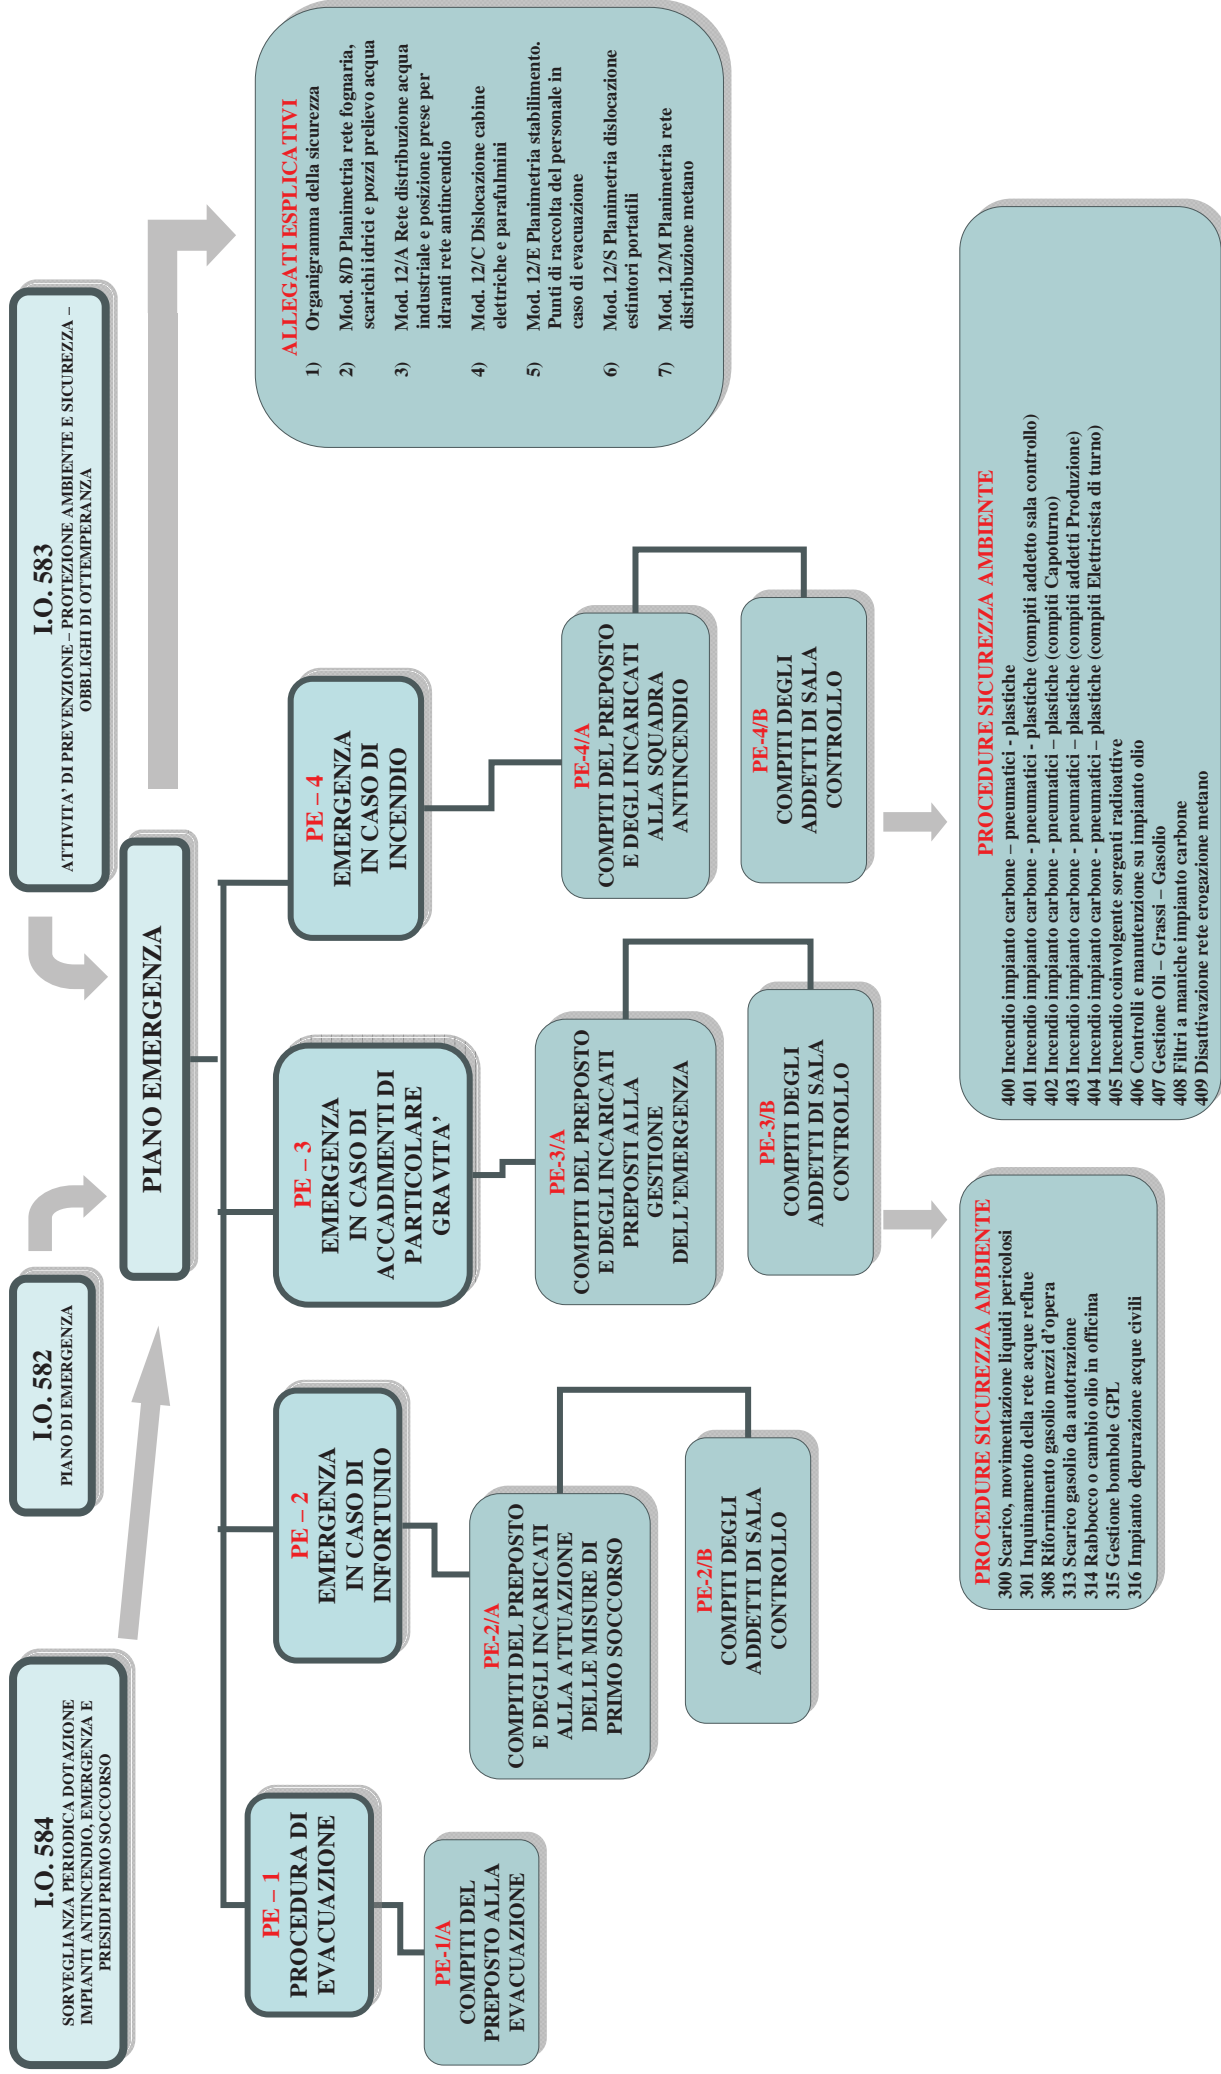 I.O. 584
SORVEGLIANZA PERIODICA DOTAZIONE
IMPIANTI ANTINCENDIO, EMERGENZA E
PRESIDI PRIMO SOCCORSO
I.O. 582
PIANO DI EMERGENZA
I.O. 583
ATTIVITA’ DI PREVENZIONE – PROTEZIONE AMBIENTE E SICUREZZA –
OBBLIGHI DI OTTEMPERANZA
PIANO EMERGENZA
PE – 1
PROCEDURA DI
EVACUAZIONE
PE-1/A
COMPITI DEL
PREPOSTO ALLA
EVACUAZIONE
PE – 2
EMERGENZA
IN CASO DI
INFORTUNIO
PE-2/A
COMPITI DEL PREPOSTO
E DEGLI INCARICATI
ALLA ATTUAZIONE
DELLE MISURE DI
PRIMO SOCCORSO
PE-2/B
COMPITI DEGLI
ADDETTI DI SALA
CONTROLLO
PE – 3
EMERGENZA
IN CASO DI
ACCADIMENTI DI
PARTICOLARE
GRAVITA’
PE-3/A
COMPITI DEL PREPOSTO
E DEGLI INCARICATI
PREPOSTI ALLA
GESTIONE
DELL’EMERGENZA
PE-3/B
COMPITI DEGLI
ADDETTI DI SALA
CONTROLLO
PE – 4
EMERGENZA
IN CASO DI
INCENDIO
PE-4/A
COMPITI DEL PREPOSTO
E DEGLI INCARICATI
ALLA SQUADRA
ANTINCENDIO
PE-4/B
COMPITI DEGLI
ADDETTI DI SALA
CONTROLLO
ALLEGATI ESPLICATIVI
1) Organigramma della sicurezza
2) Mod. 8/D Planimetria rete fognaria,
scarichi idrici e pozzi prelievo acqua
3) Mod. 12/A Rete distribuzione acqua
industriale e posizione prese per
idranti rete antincendio
4) Mod. 12/C Dislocazione cabine
elettriche e parafulmini
5) Mod. 12/E Planimetria stabilimento.
Punti di raccolta del personale in
caso di evacuazione
6) Mod. 12/S Planimetria dislocazione
estintori portatili
7) Mod. 12/M Planimetria rete
distribuzione metano
PROCEDURE SICUREZZA AMBIENTE
300 Scarico, movimentazione liquidi pericolosi
301 Inquinamento della rete acque reflue
308 Rifornimento gasolio mezzi d’opera
313 Scarico gasolio da autotrazione
314 Rabbocco o cambio olio in officina
315 Gestione bombole GPL
316 Impianto depurazione acque civili
PROCEDURE SICUREZZA AMBIENTE
400 Incendio impianto carbone – pneumatici - plastiche
401 Incendio impianto carbone - pneumatici - plastiche (compiti addetto sala controllo)
402 Incendio impianto carbone - pneumatici – plastiche (compiti Capoturno)
403 Incendio impianto carbone - pneumatici – plastiche (compiti addetti Produzione)
404 Incendio impianto carbone - pneumatici – plastiche (compiti Elettricista di turno)
405 Incendio coinvolgente sorgenti radioattive
406 Controlli e manutenzione su impianto olio
407 Gestione Oli – Grassi – Gasolio
408 Filtri a maniche impianto carbone
409 Disattivazione rete erogazione metano